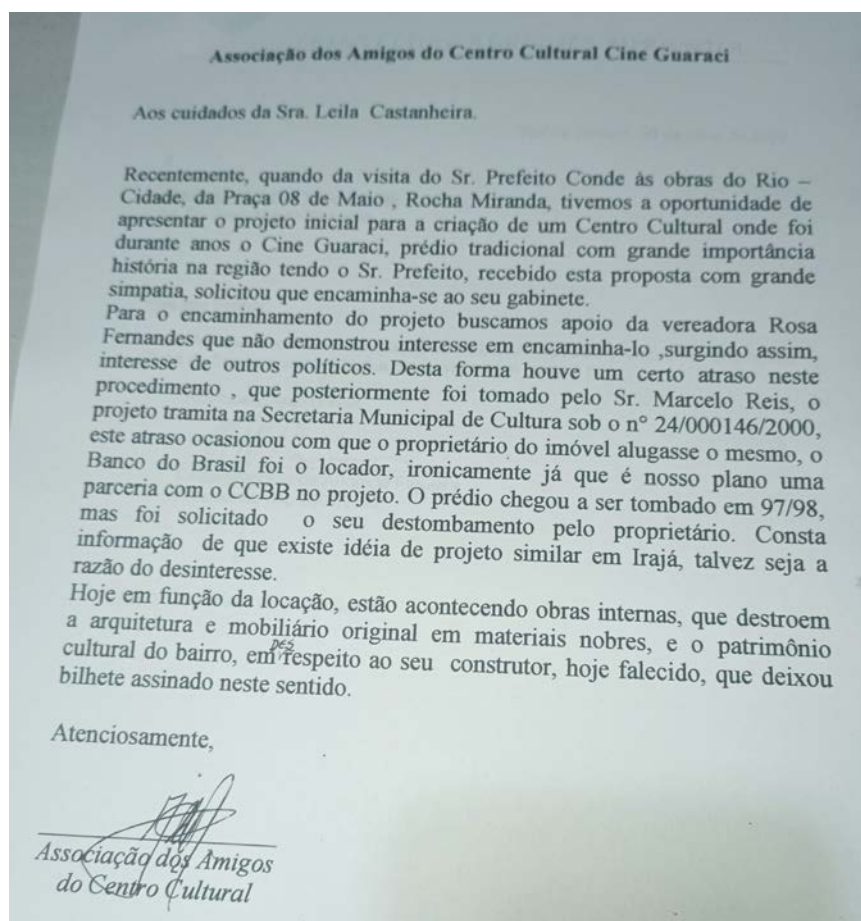 Associação dos Amigos do Centro Cultural Cine Guaraci
Aos cuidados da Sra. Leila Castanheira.
Recentemente, quando da visita do Sr. Prefeito Conde às obras do Rio –
Cidade, da Praça 08 de Maio , Rocha Miranda, tivemos a oportunidade de
apresentar o projeto inicial para a criação de um Centro Cultural onde foi
durante anos o Cine Guaraci, prédio tradicional com grande importância
história na região tendo o Sr. Prefeito, recebido esta proposta com grande
simpatia, solicitou que encaminha-se ao seu gabinete.
Para o encaminhamento do projeto buscamos apoio da vereadora Rosa
Fernandes que não demonstrou interesse em encaminha-lo ,surgindo assim,
interesse de outros políticos. Desta forma houve um certo atraso neste
procedimento , que posteriormente foi tomado pelo Sr. Marcelo Reis, o
projeto tramita na Secretaria Municipal de Cultura sob o n° 24/000146/2000,
este atraso ocasionou com que o proprietário do imóvel alugasse o mesmo, o
Banco do Brasil foi o locador, ironicamente já que é nosso plano uma
parceria com o CCBB no projeto. O prédio chegou a ser tombado em 97/98,
mas foi solicitado o seu destombamento pelo proprietário. Consta
informação de que existe idéia de projeto similar em Irajá, talvez seja a
razão do desinteresse.
Hoje em função da locação, estão acontecendo obras internas, que destroem
a arquitetura e mobiliário original em materiais nobres, e o patrimônio
cultural do bairro, em DES respeito ao seu construtor, hoje falecido, que deixou
bilhete assinado neste sentido.
Atenciosamente,
Associação dos Amigos
do Centro Cultural